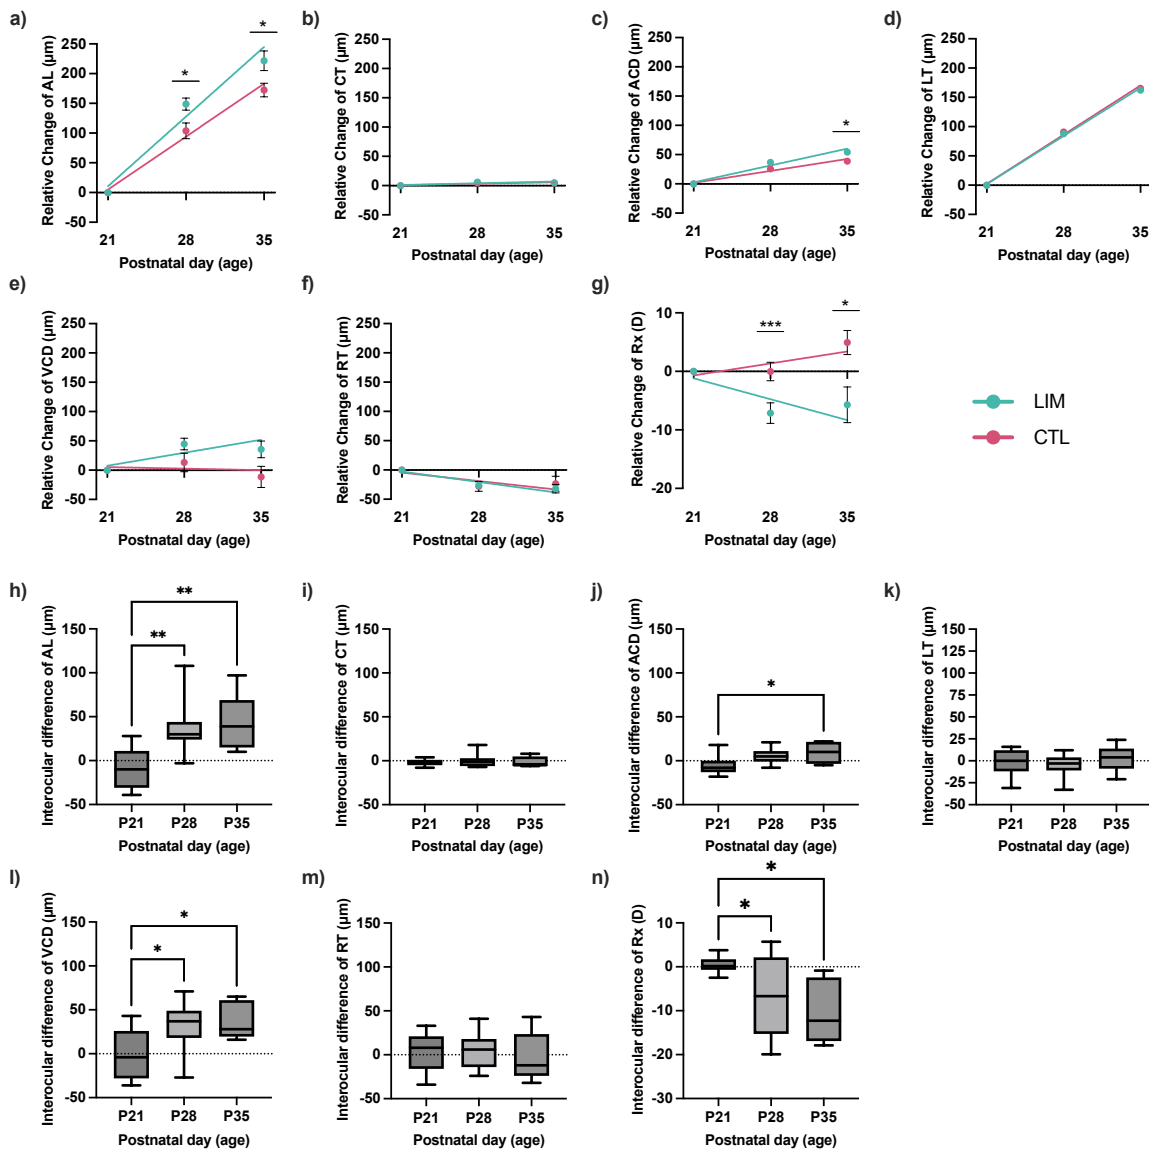 a)
Relative Change of AL (μm)
250
200
150
100
50
0
-50
*
*
21 28 35
Postnatal day (age)
b)
Relative Change of CT (μm)
250
200
150
100
50
0
-50
21 28 35
Postnatal day (age)
c)
Relative Change of ACD (μm)
250
200
150
100
50
0
-50
*
21 28 35
Postnatal day (age)
d)
Relative Change of LT (μm)
250
200
150
100
50
0
-50
21 28 35
Postnatal day (age)
e)
Relative Change of VCD (μm)
250
200
150
100
50
0
-50
21 28 35
Postnatal day (age)
f)
Relative Change of RT (μm)
250
200
150
100
50
0
-50
21 28 35
Postnatal day (age)
g)
Relative Change of Rx (D)
10
0
-10
-20
***
*
21 28 35
Postnatal day (age)
LIM
CTL
h)
Interocular difference of AL (μm)
150
100
50
0
-50
**
**
P21 P28 P35
Postnatal day (age)
i)
Interocular difference of CT (μm)
150
100
50
0
-50
P21 P28 P35
Postnatal day (age)
j)
Interocular difference of ACD (μm)
150
100
50
0
-50
*
P21 P28 P35
Postnatal day (age)
k)
Interocular difference of LT (μm)
150
125
100
75
50
25
0
-25
-50
P21 P28 P35
Postnatal day (age)
l)
Interocular difference of VCD (μm)
150
100
50
0
-50
*
*
P21 P28 P35
Postnatal day (age)
m)
Interocular difference of RT (μm)
150
100
50
0
-50
P21 P28 P35
Postnatal day (age)
n)
Interocular difference of Rx (D)
10
0
-10
-20
-30
*
*
P21 P28 P35
Postnatal day (age)